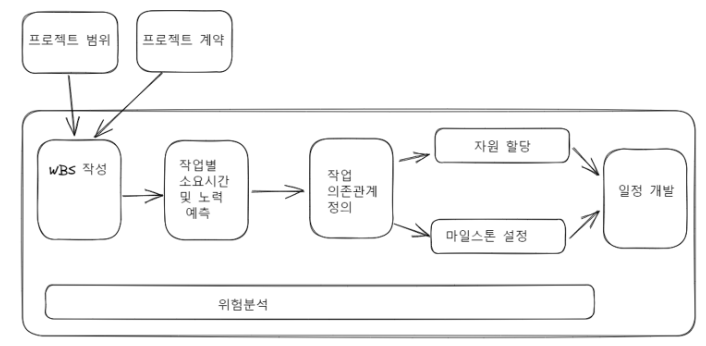 프로젝트 범위
프로젝트 계약
WBS 작성
작업별
소요시간
및 노력
예측
작업
의존관계
정의
자원 할당
마일스톤 설정
일정 개발
위험분석